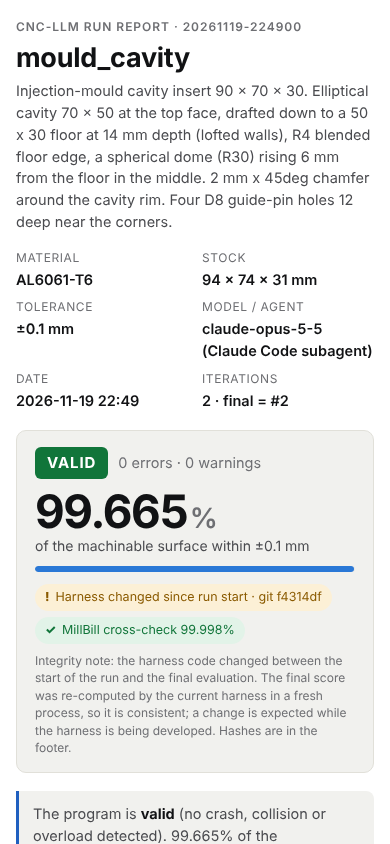 CNC-LLM RUN REPORT · 20261119-224900
mould_cavity
Injection-mould cavity insert 90 × 70 × 30. Elliptical
cavity 70 × 50 at the top face, drafted down to a 50
x 30 floor at 14 mm depth (lofted walls), R4 blended
floor edge, a spherical dome (R30) rising 6 mm
from the floor in the middle. 2 mm x 45deg chamfer
around the cavity rim. Four D8 guide-pin holes 12
deep near the corners.
MATERIAL
AL6061-T6
STOCK
94 × 74 × 31 mm
TOLERANCE
±0.1 mm
MODEL / AGENT
claude-opus-5-5
(Claude Code subagent)
DATE
2026-11-19 22:49
ITERATIONS
2 · final = #2
VALID 0 errors · 0 warnings
99.665%
of the machinable surface within ±0.1 mm
! Harness changed since run start · git f4314df
✓ MillBill cross-check 99.998%
Integrity note: the harness code changed between the
start of the run and the final evaluation. The final score
was re-computed by the current harness in a fresh
process, so it is consistent; a change is expected while
the harness is being developed. Hashes are in the
footer.
The program is valid (no crash, collision or
overload detected). 99.665% of the